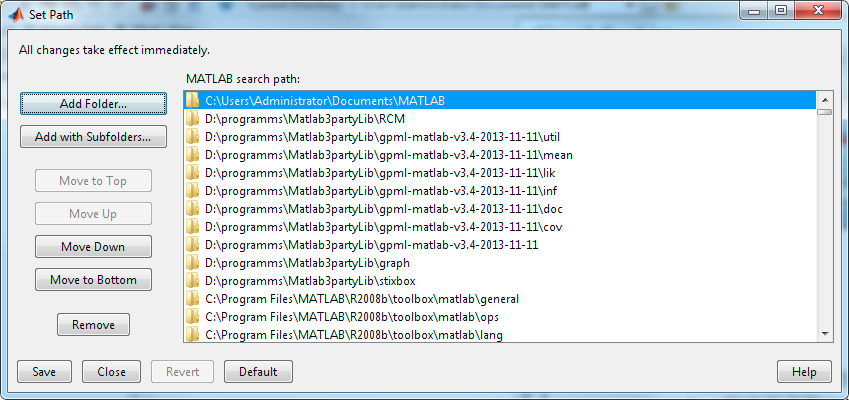 Set Path
All changes take effect immediately.
MATLAB search path:
Add Folder...
Add with Subfolders...
Move to Top
Move Up
Move Down
Move to Bottom
Remove
C:\Users\Administrator\Documents\MATLAB
D:\programms\Matlab3partyLib\RCM
D:\programms\Matlab3partyLib\gpml-matlab-v3.4-2013-11-11\util
D:\programms\Matlab3partyLib\gpml-matlab-v3.4-2013-11-11\mean
D:\programms\Matlab3partyLib\gpml-matlab-v3.4-2013-11-11\lik
D:\programms\Matlab3partyLib\gpml-matlab-v3.4-2013-11-11\inf
D:\programms\Matlab3partyLib\gpml-matlab-v3.4-2013-11-11\doc
D:\programms\Matlab3partyLib\gpml-matlab-v3.4-2013-11-11\cov
D:\programms\Matlab3partyLib\gpml-matlab-v3.4-2013-11-11
D:\programms\Matlab3partyLib\graph
D:\programms\Matlab3partyLib\stixbox
C:\Program Files\MATLAB\R2008b\toolbox\matlab\general
C:\Program Files\MATLAB\R2008b\toolbox\matlab\ops
C:\Program Files\MATLAB\R2008b\toolbox\matlab\lang
Save
Close
Revert
Default
Help